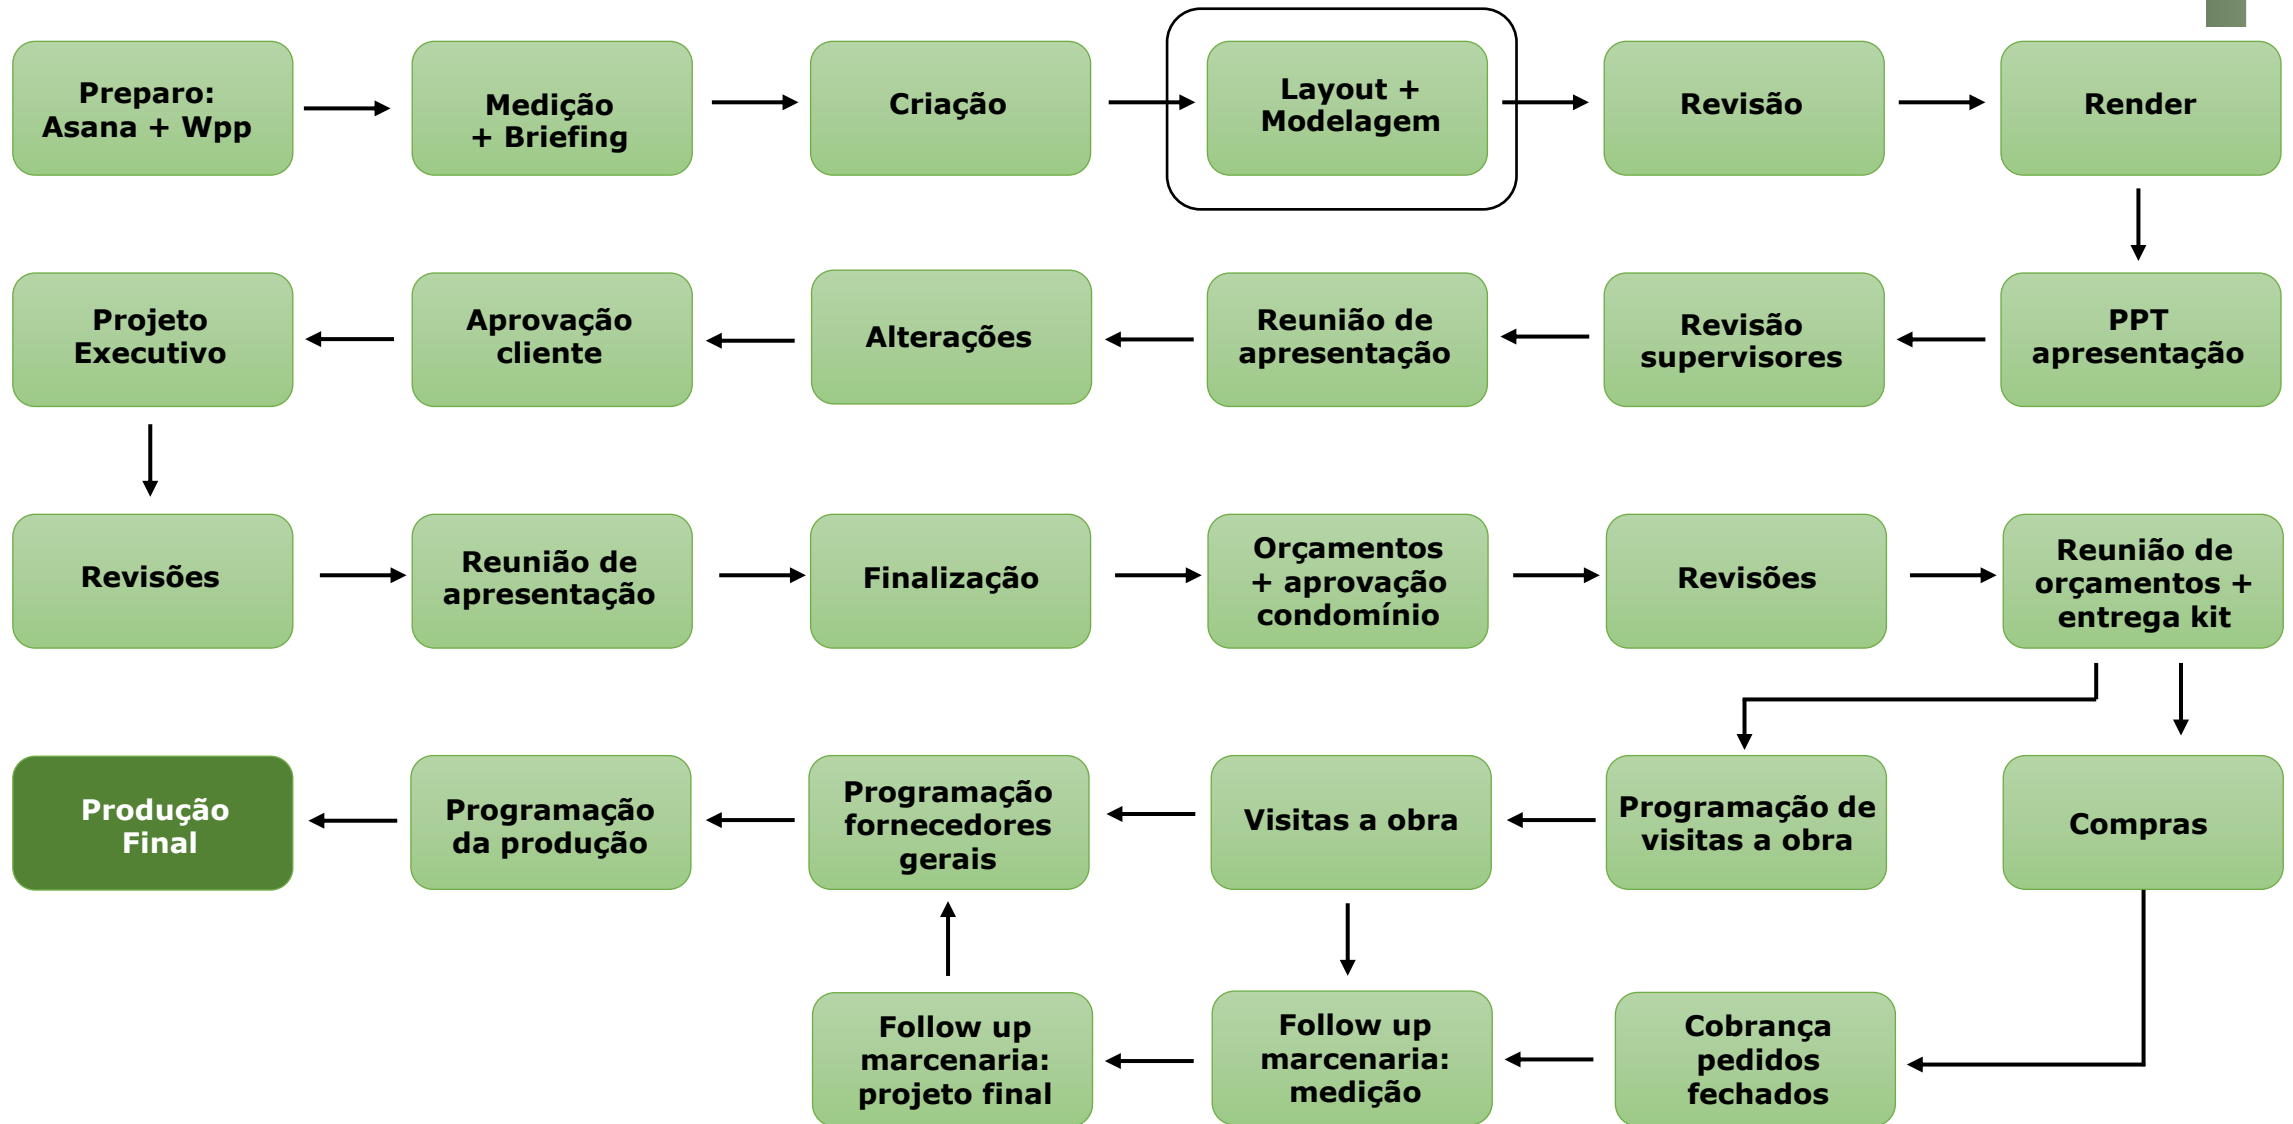 Preparo:
Asana + Wpp
Medição
+ Briefing
Criação
Layout +
Modelagem
Revisão
Render
Projeto
Executivo
Aprovação
cliente
Alterações
Reunião de
apresentação
Revisão
supervisores
PPT
apresentação
Revisões
Reunião de
apresentação
Finalização
Orçamentos
+ aprovação
condomínio
Revisões
Reunião de
orçamentos +
entrega kit
Produção
Final
Programação
da produção
Programação
fornecedores
gerais
Visitas a obra
Programação de
visitas a obra
Compras
Follow up
marcenaria:
projeto final
Follow up
marcenaria:
medição
Cobrança
pedidos
fechados